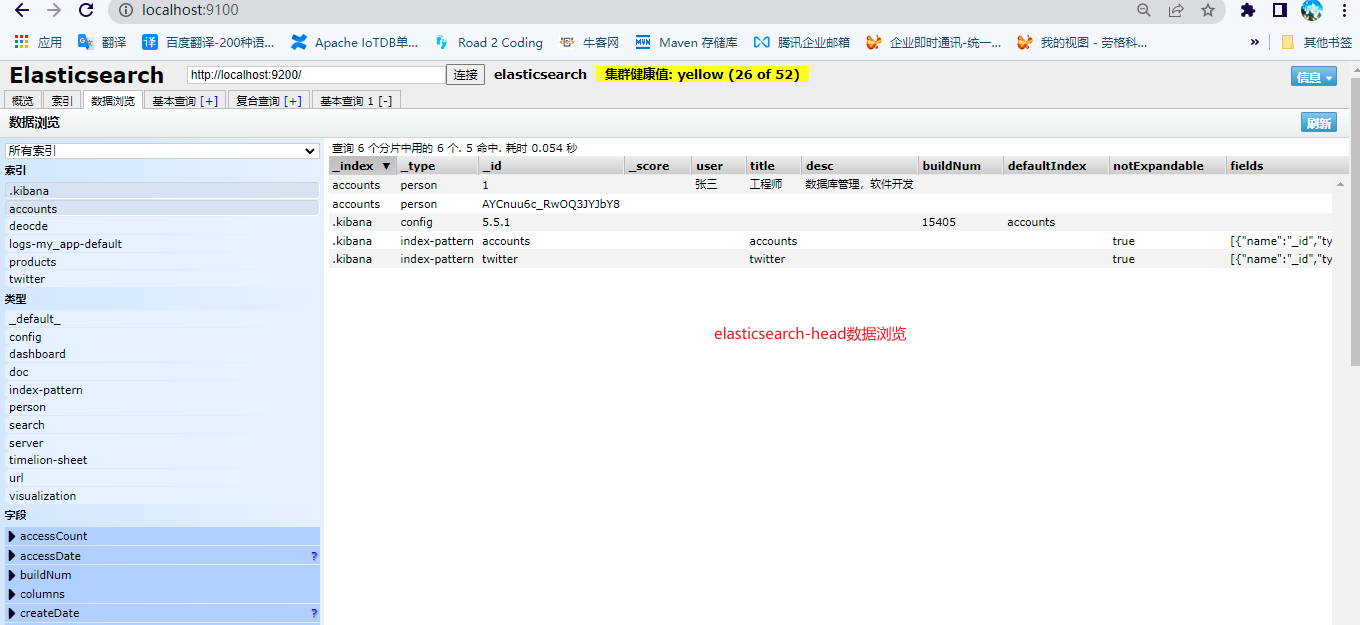 localhost:9100
应用 翻译 译 百度翻译-200种语... Apache IoTDB单... Road 2 Coding 牛客网 MVN Maven 存储库 腾讯企业邮箱 企业即时通讯-统一... 我的视图 - 劳格科... » 其他书签
Elasticsearch http://localhost:9200/ 连接 elasticsearch 集群健康值: yellow (26 of 52) 信息
概览 索引 数据浏览 基本查询 [+] 复合查询 [+] 基本查询 1 [-]
数据浏览 刷新
所有索引
索引
.kibana
accounts
deocde
logs-my_app-default
products
twitter
类型
_default_
config
dashboard
doc
index-pattern
person
search
server
timelion-sheet
url
visualization
字段
accessCount
accessDate ?
buildNum
columns
createDate ?
查询 6 个分片中用的 6 个. 5 命中. 耗时 0.054 秒
_index ▼ _type _id _score user title desc buildNum defaultIndex notExpandable fields
accounts person 1 张三 工程师 数据库管理，软件开发
accounts person AYCnuu6c_RwOQ3JYJbY8
.kibana config 5.5.1 15405 accounts
.kibana index-pattern accounts accounts true [{"name":"_id","ty
.kibana index-pattern twitter twitter true [{"name":"_id","ty
elasticsearch-head数据浏览